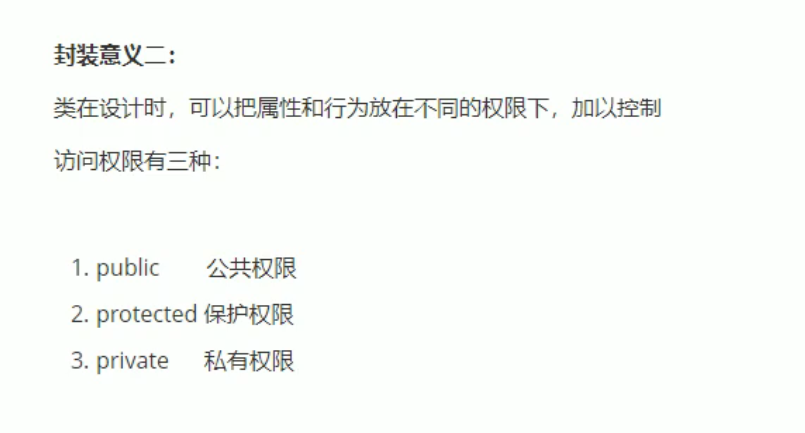 封装意义二：
类在设计时，可以把属性和行为放在不同的权限下，加以控制
访问权限有三种：
1. public 公共权限
2. protected 保护权限
3. private 私有权限